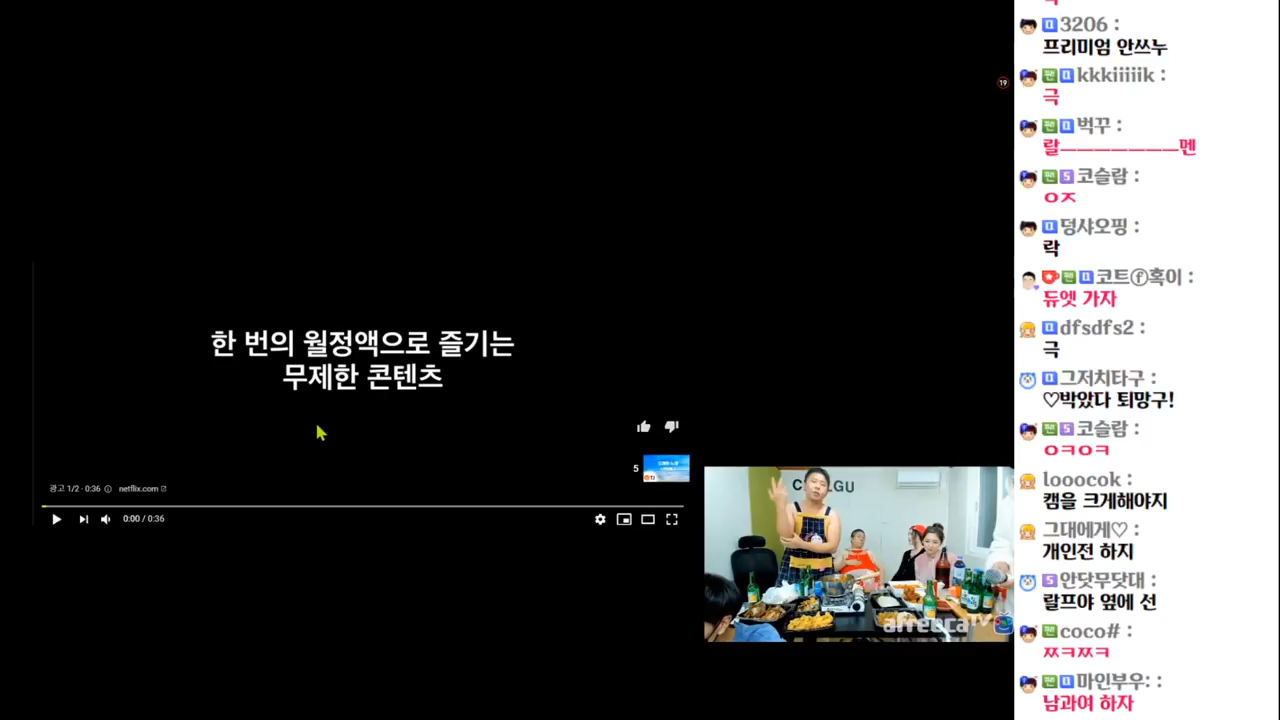 한 번의 월정액으로 즐기는
무제한 콘텐츠
광고 1/2 · 0:36 ⓘ netflix.com
0:00 / 0:36
5
19
afreecaTV
3206 :
프리미엄 안쓰누
kkkiiiiik :
극
벅꾸 :
랄ㅡㅡㅡㅡㅡㅡㅡㅡ멘
코슬람 :
ㅇㅈ
덩샤오핑 :
락
코트ⓕ혹이 :
듀엣 가자
dfsdfs2 :
극
그저치타구 :
♡박았다 퇴망구!
코슬람 :
ㅇㅋㅇㅋ
looocok :
캠을 크게해야지
그대에게♡ :
개인전 하지
안닷무닷대 :
랄프야 옆에 선
coco# :
ㅉㅋㅉㅋ
마인부우: :
남과여 하자